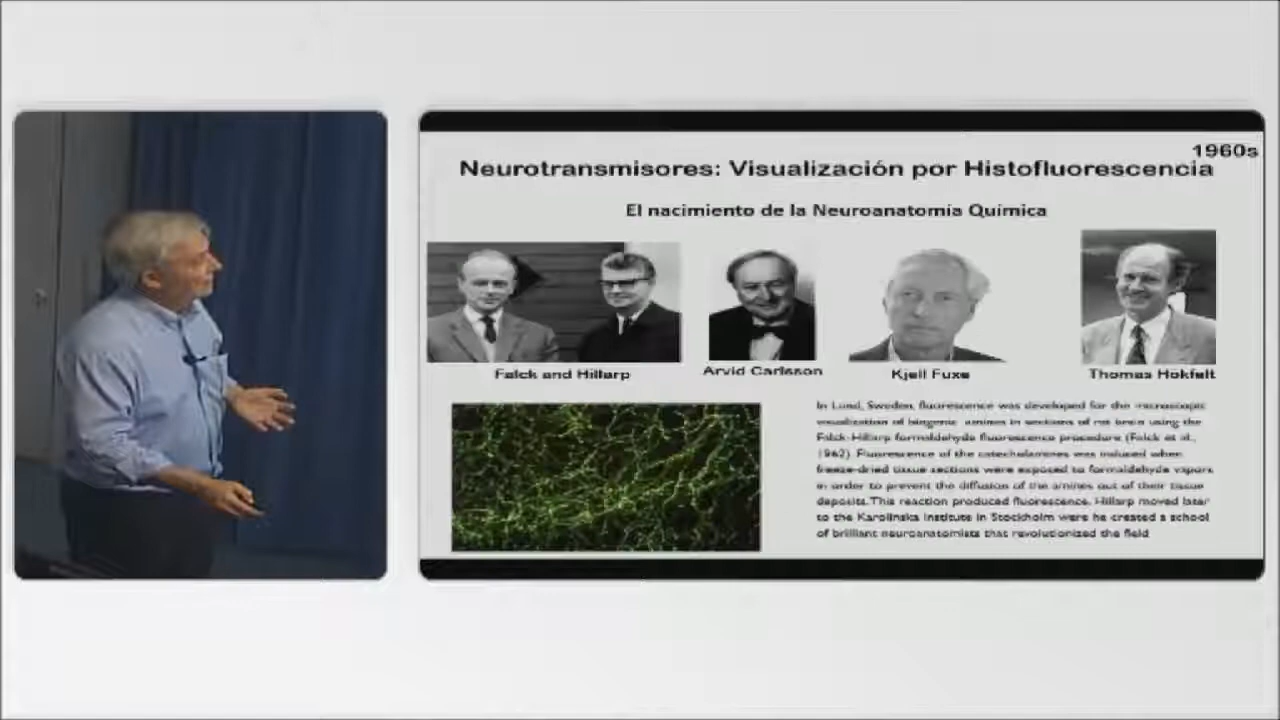 1960s
Neurotransmisores: Visualización por Histofluorescencia
El nacimiento de la Neuroanatomía Química
Falck and Hillarp
Arvid Carlsson
Kjell Fuxe
Thomas Hokfelt
In Lund, Sweden, fluorescence was developed for the microscopic
visualization of biogenic amines in sections of rat brain using the
Falck-Hillarp formaldehyde fluorescence procedure (Falck et al.,
1962). Fluorescence of the catecholamines was induced when
freeze-dried tissue sections were exposed to formaldehyde vapors
in order to prevent the diffusion of the amines out of their tissue
deposits. This reaction produced fluorescence. Hillarp moved later
to the Karolinska Institute in Stockholm were he created a school
of brilliant neuroanatomists that revolutionized the field